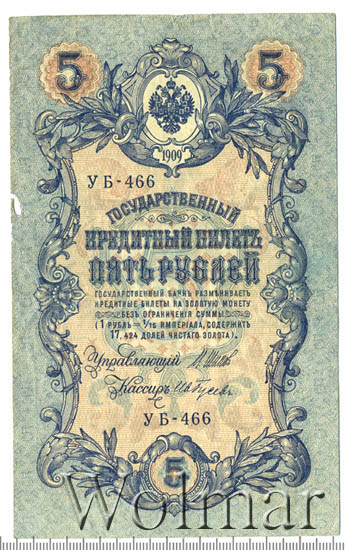 5 5
1909
УБ-466
ГОСУДАРСТВЕННЫЙ
КРЕДИТНЫЙ БИЛЕТЪ
ПЯТЬ РУБЛЕЙ
ГОСУДАРСТВЕННЫЙ БАНКЪ РАЗМѢНИВАЕТЪ
КРЕДИТНЫЕ БИЛЕТЫ НА ЗОЛОТУЮ МОНЕТУ
БЕЗЪ ОГРАНИЧЕНІЯ СУММЫ
(1 РУБЛЬ = 1/15 ИМПЕРІАЛА, СОДЕРЖИТЪ
17,424 ДОЛЕЙ ЧИСТАГО ЗОЛОТА).
Управляющій И. Шиповъ
Кассиръ
УБ-466
5
Wolmar